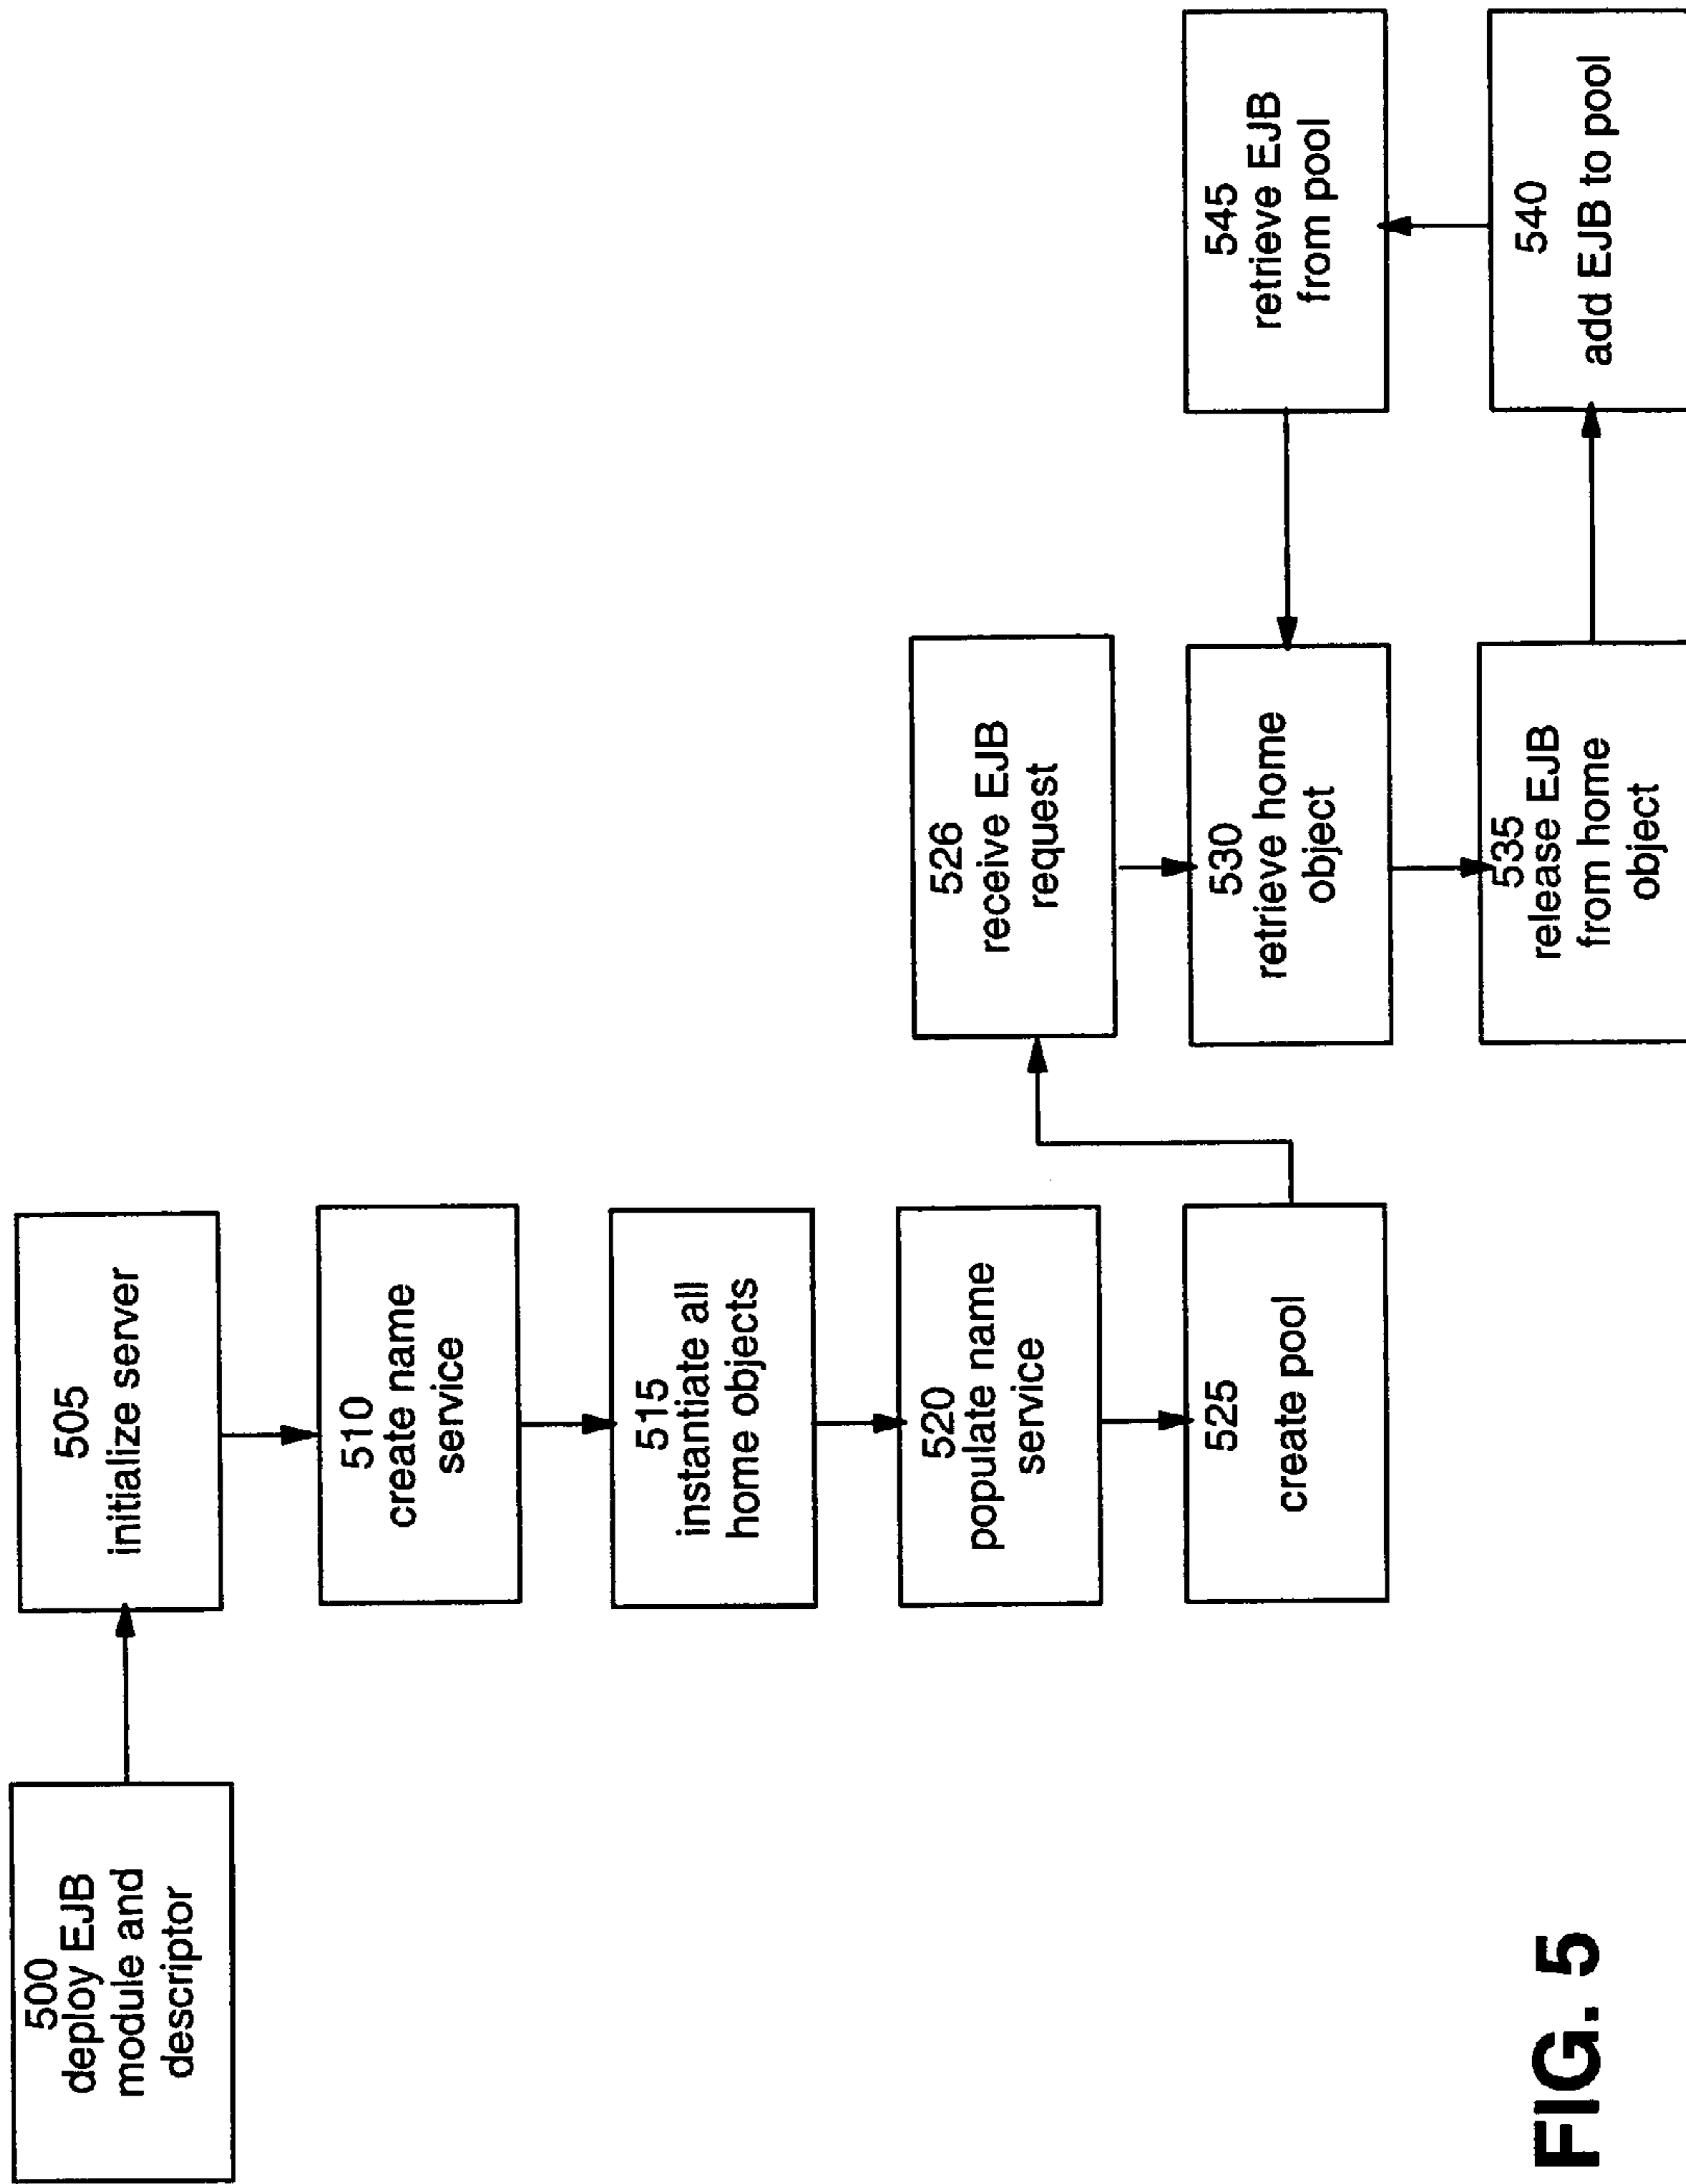 500
deploy EJB
module and
descriptor
505
initialize server
510
create name
service
515
instantiate all
home objects
520
populate name
service
525
create pool
526
receive EJB
request
530
retrieve home
object
535
release EJB
from home
object
540
add EJB to pool
545
retrieve EJB
from pool
FIG. 5